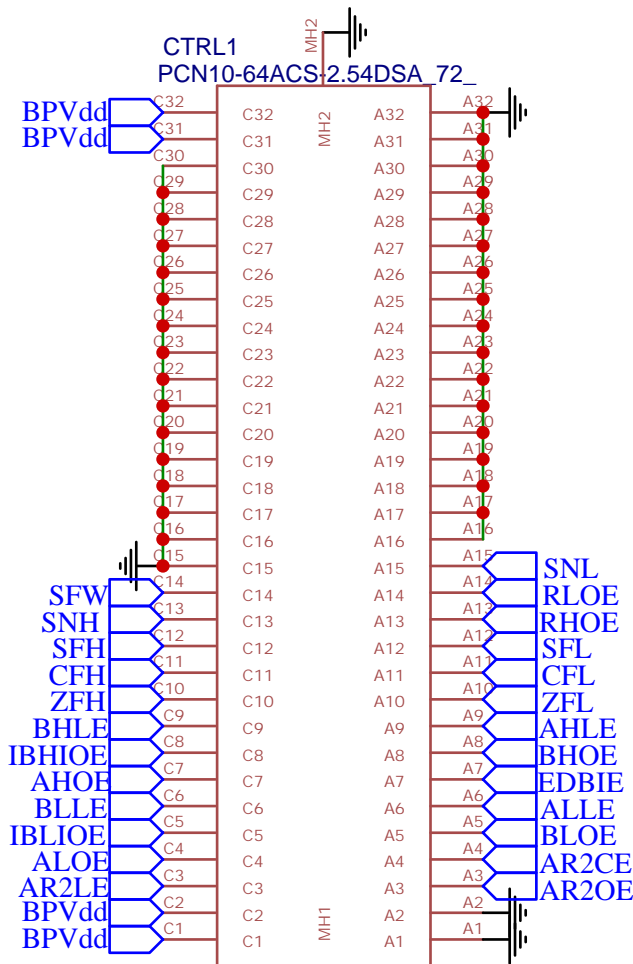 MH2
CTRL1
PCN10-64ACS-2.54DSA_72_
BPVdd C32 C32 MH2 A32 A32
BPVdd C31 C31 A31 A31
C30 C30 A30 A30
C29 C29 A29 A29
C28 C28 A28 A28
C27 C27 A27 A27
C26 C26 A26 A26
C25 C25 A25 A25
C24 C24 A24 A24
C23 C23 A23 A23
C22 C22 A22 A22
C21 C21 A21 A21
C20 C20 A20 A20
C19 C19 A19 A19
C18 C18 A18 A18
C17 C17 A17 A17
C16 C16 A16 A16
C15 C15 A15 A15 SNL
SFW C14 C14 A14 A14 RLOE
SNH C13 C13 A13 A13 RHOE
SFH C12 C12 A12 A12 SFL
CFH C11 C11 A11 A11 CFL
ZFH C10 C10 A10 A10 ZFL
BHLE C9 C9 A9 A9 AHLE
IBHIOE C8 C8 A8 A8 BHOE
AHOE C7 C7 A7 A7 EDBIE
BLLE C6 C6 A6 A6 ALLE
IBLIOE C5 C5 A5 A5 BLOE
ALOE C4 C4 A4 A4 AR2CE
AR2LE C3 C3 A3 A3 AR2OE
BPVdd C2 C2 MH1 A2 A2
BPVdd C1 C1 A1 A1